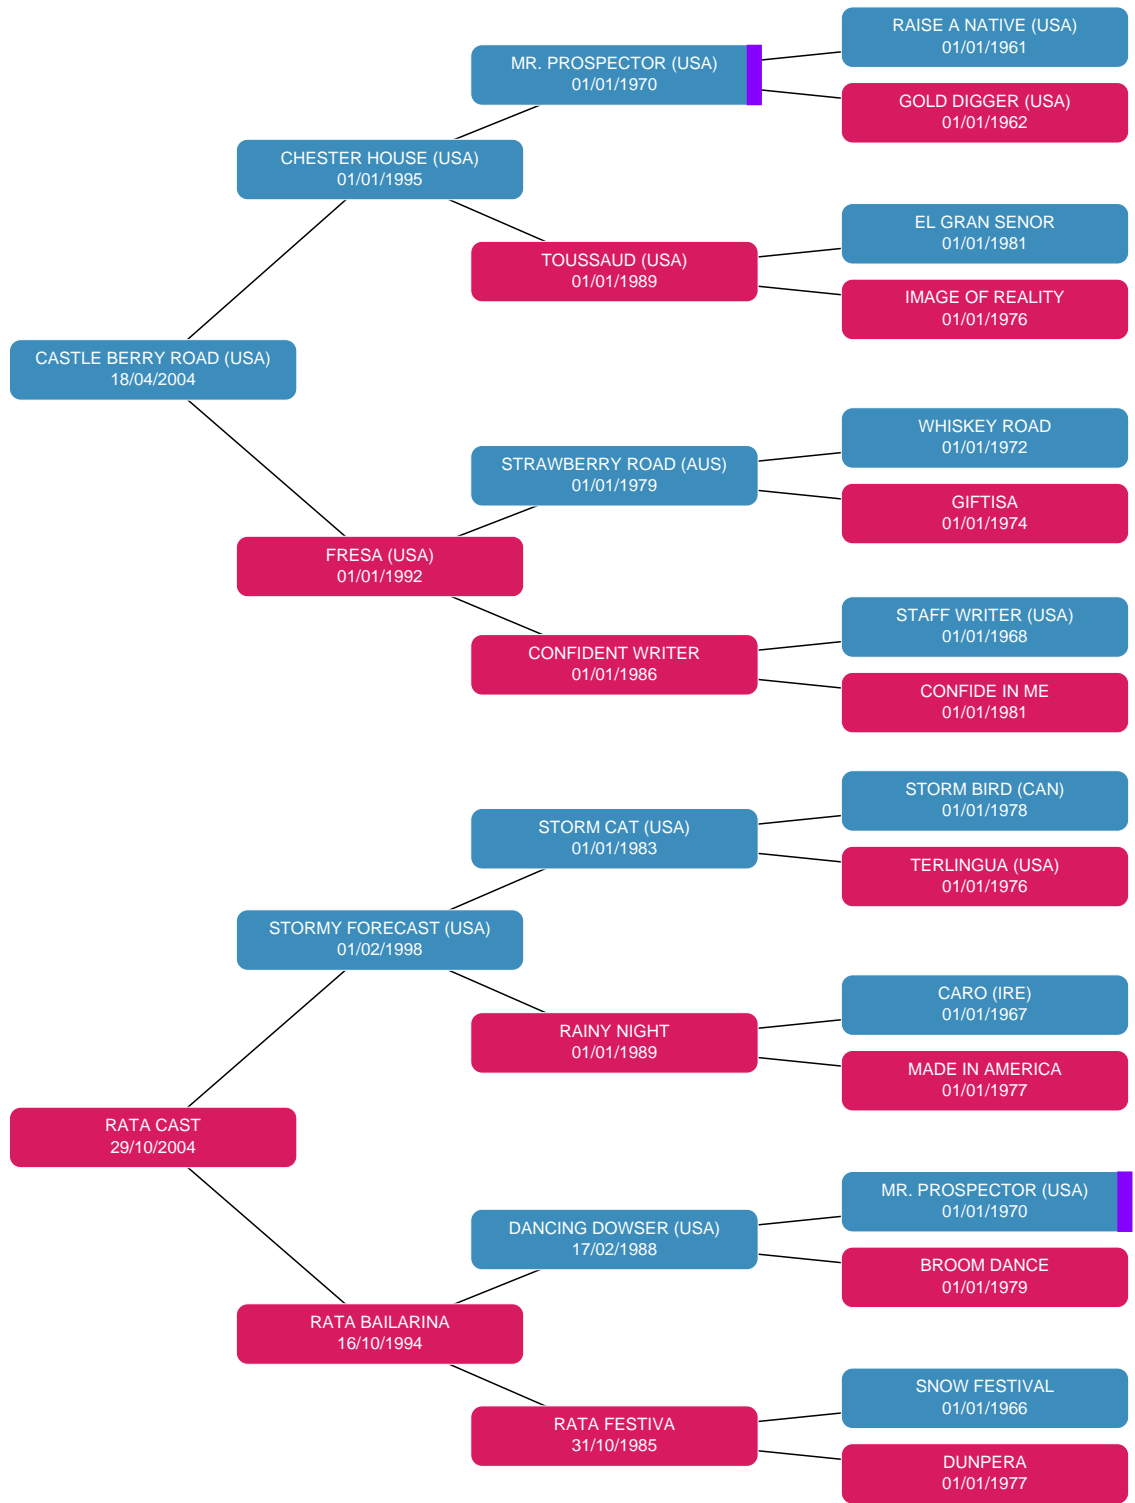 RAISE A NATIVE (USA)
01/01/1961
MR. PROSPECTOR (USA)
01/01/1970
GOLD DIGGER (USA)
01/01/1962
CHESTER HOUSE (USA)
01/01/1995
EL GRAN SENOR
01/01/1981
TOUSSAUD (USA)
01/01/1989
IMAGE OF REALITY
01/01/1976
CASTLE BERRY ROAD (USA)
18/04/2004
WHISKEY ROAD
01/01/1972
STRAWBERRY ROAD (AUS)
01/01/1979
GIFTISA
01/01/1974
FRESA (USA)
01/01/1992
STAFF WRITER (USA)
01/01/1968
CONFIDENT WRITER
01/01/1986
CONFIDE IN ME
01/01/1981
STORM BIRD (CAN)
01/01/1978
STORM CAT (USA)
01/01/1983
TERLINGUA (USA)
01/01/1976
STORMY FORECAST (USA)
01/02/1998
CARO (IRE)
01/01/1967
RAINY NIGHT
01/01/1989
MADE IN AMERICA
01/01/1977
RATA CAST
29/10/2004
MR. PROSPECTOR (USA)
01/01/1970
DANCING DOWSER (USA)
17/02/1988
BROOM DANCE
01/01/1979
RATA BAILARINA
16/10/1994
SNOW FESTIVAL
01/01/1966
RATA FESTIVA
31/10/1985
DUNPERA
01/01/1977